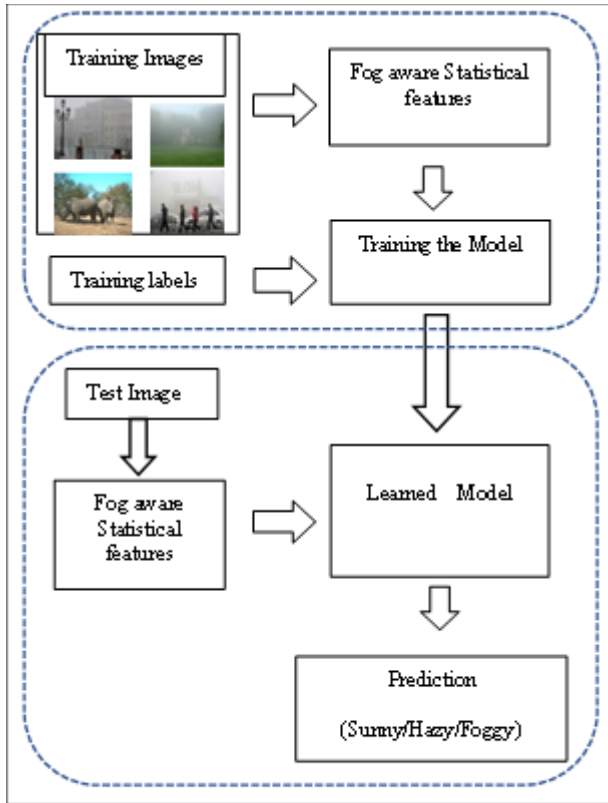 Training Images
Fog aware Statistical
features
Training the Model
Training labels
Test Image
Fog aware
Statistical
features
Learned Model
Prediction
(Sunny/Hazy/Foggy)